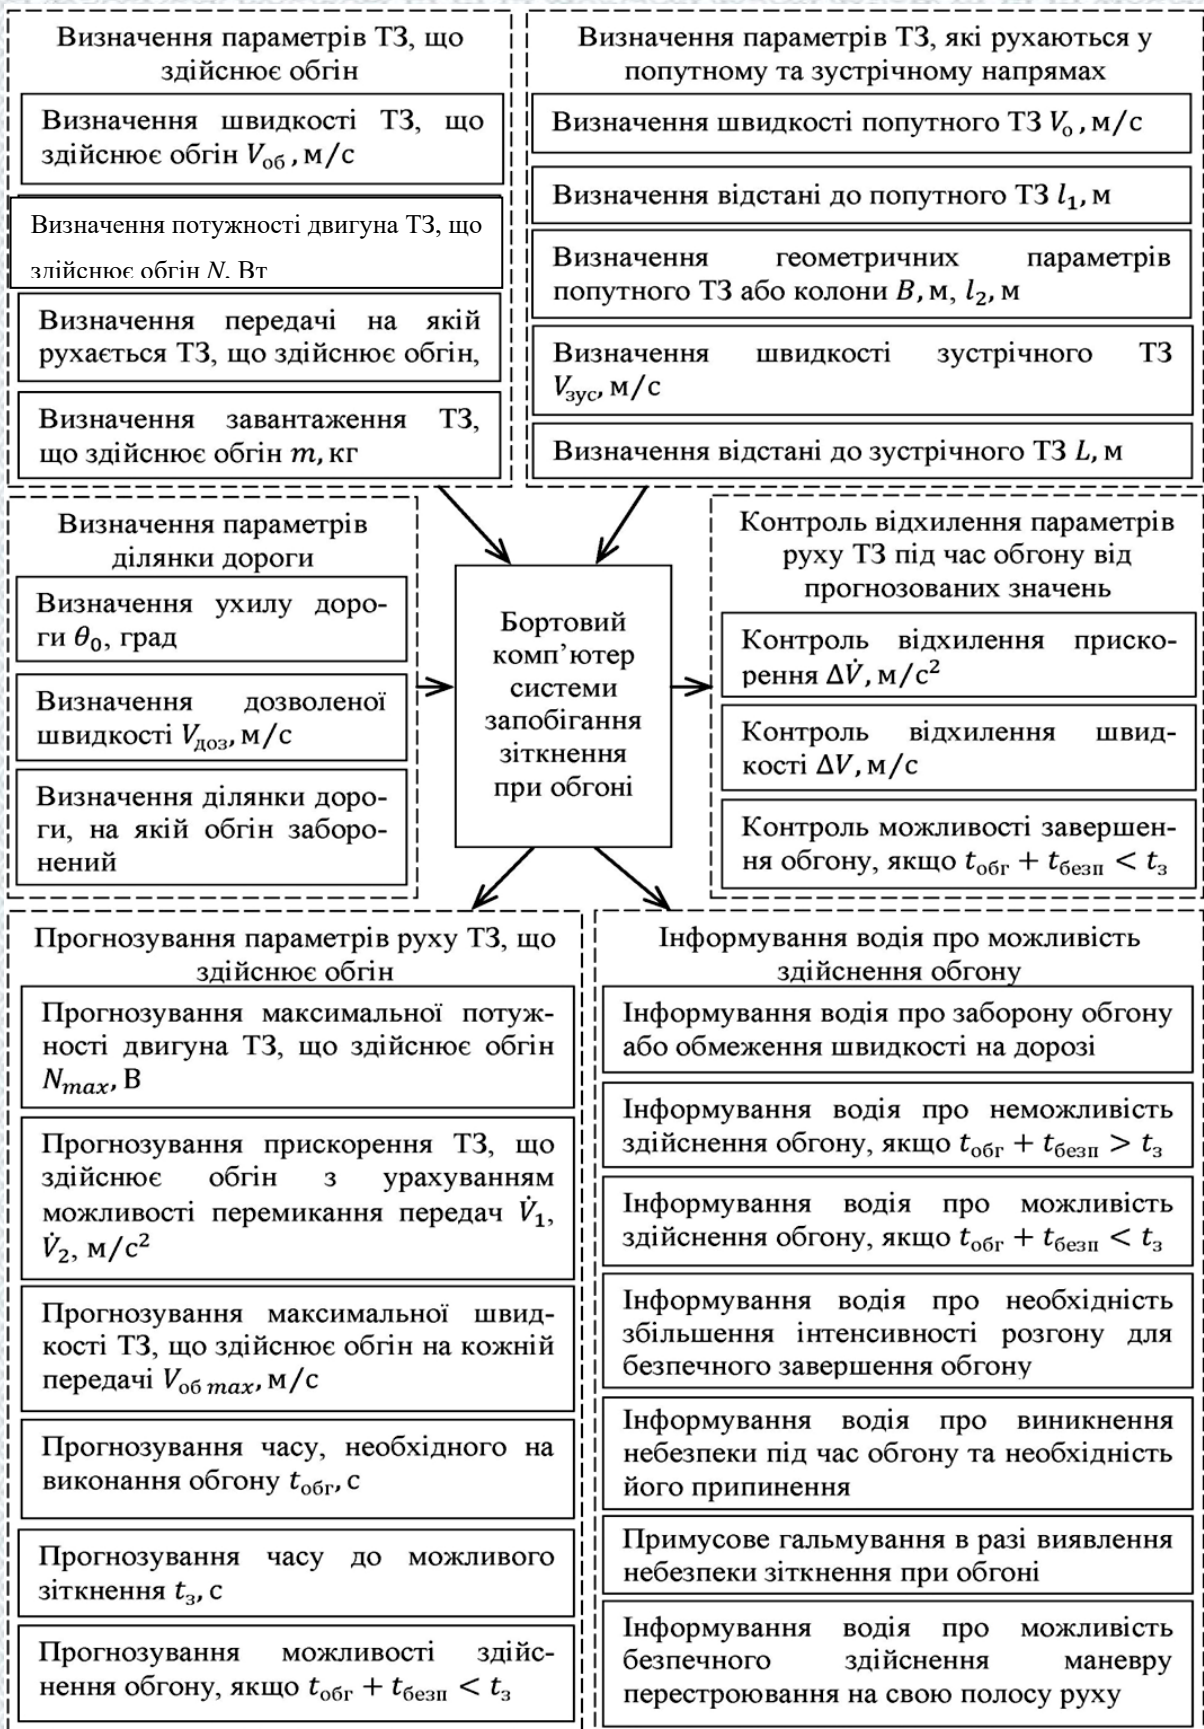 Визначення параметрів ТЗ, що
здійснює обгін
Визначення швидкості ТЗ, що
здійснює обгін V_об, м/с
Визначення потужності двигуна ТЗ, що
здійснює обгін N, Вт
Визначення передачі на якій
рухається ТЗ, що здійснює обгін,
Визначення завантаження ТЗ,
що здійснює обгін m, кг
Визначення параметрів ТЗ, які рухаються у
попутному та зустрічному напрямах
Визначення швидкості попутного ТЗ V_о, м/с
Визначення відстані до попутного ТЗ l₁, м
Визначення геометричних параметрів
попутного ТЗ або колони B, м, l₂, м
Визначення швидкості зустрічного ТЗ
V_зус, м/с
Визначення відстані до зустрічного ТЗ L, м
Визначення параметрів
ділянки дороги
Визначення ухилу доро-
ги θ₀, град
Визначення дозволеної
швидкості V_доз, м/с
Визначення ділянки доро-
ги, на якій обгін заборо-
нений
Бортовий
комп’ютер
системи
запобігання
зіткнення
при обгоні
Контроль відхилення параметрів
руху ТЗ під час обгону від
прогнозованих значень
Контроль відхилення приско-
рення ΔV̇, м/с²
Контроль відхилення швид-
кості ΔV, м/с
Контроль можливості завершен-
ня обгону, якщо t_обг + t_безп < t_з
Прогнозування параметрів руху ТЗ, що
здійснює обгін
Прогнозування максимальної потуж-
ності двигуна ТЗ, що здійснює обгін
N_max, В
Прогнозування прискорення ТЗ, що
здійснює обгін з урахуванням
можливості перемикання передач V̇₁,
V̇₂, м/с²
Прогнозування максимальної швид-
кості ТЗ, що здійснює обгін на кожній
передачі V_об max, м/с
Прогнозування часу, необхідного на
виконання обгону t_обг, с
Прогнозування часу до можливого
зіткнення t_з, с
Прогнозування можливості здійс-
нення обгону, якщо t_обг + t_безп < t_з
Інформування водія про можливість
здійснення обгону
Інформування водія про заборону обгону
або обмеження швидкості на дорозі
Інформування водія про неможливість
здійснення обгону, якщо t_обг + t_безп > t_з
Інформування водія про можливість
здійснення обгону, якщо t_обг + t_безп < t_з
Інформування водія про необхідність
збільшення інтенсивності розгону для
безпечного завершення обгону
Інформування водія про виникнення
небезпеки під час обгону та необхідність
його припинення
Примусове гальмування в разі виявлення
небезпеки зіткнення при обгоні
Інформування водія про можливість
безпечного здійснення маневру
перестроювання на свою полосу руху